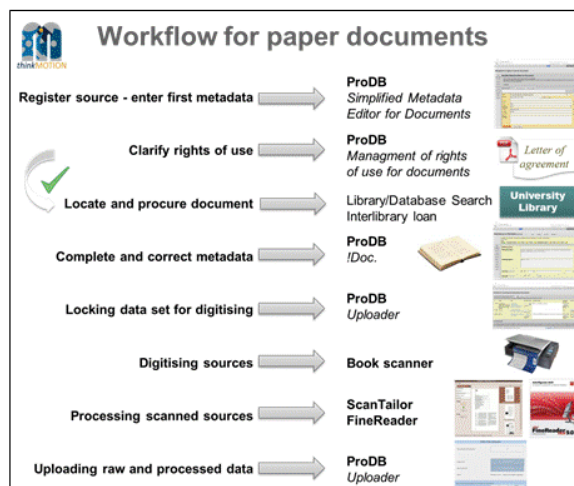 Workflow for paper documents
thinkMOTION
Register source - enter first metadata
ProDB
Simplified Metadata
Editor for Documents
Clarify rights of use
ProDB
Managment of rights
of use for documents
Letter of
agreement
Locate and procure document
Library/Database Search
Interlibrary loan
University
Library
Complete and correct metadata
ProDB
!Doc.
Locking data set for digitising
ProDB
Uploader
Digitising sources
Book scanner
Processing scanned sources
ScanTailor
FineReader
FineReader
Uploading raw and processed data
ProDB
Uploader